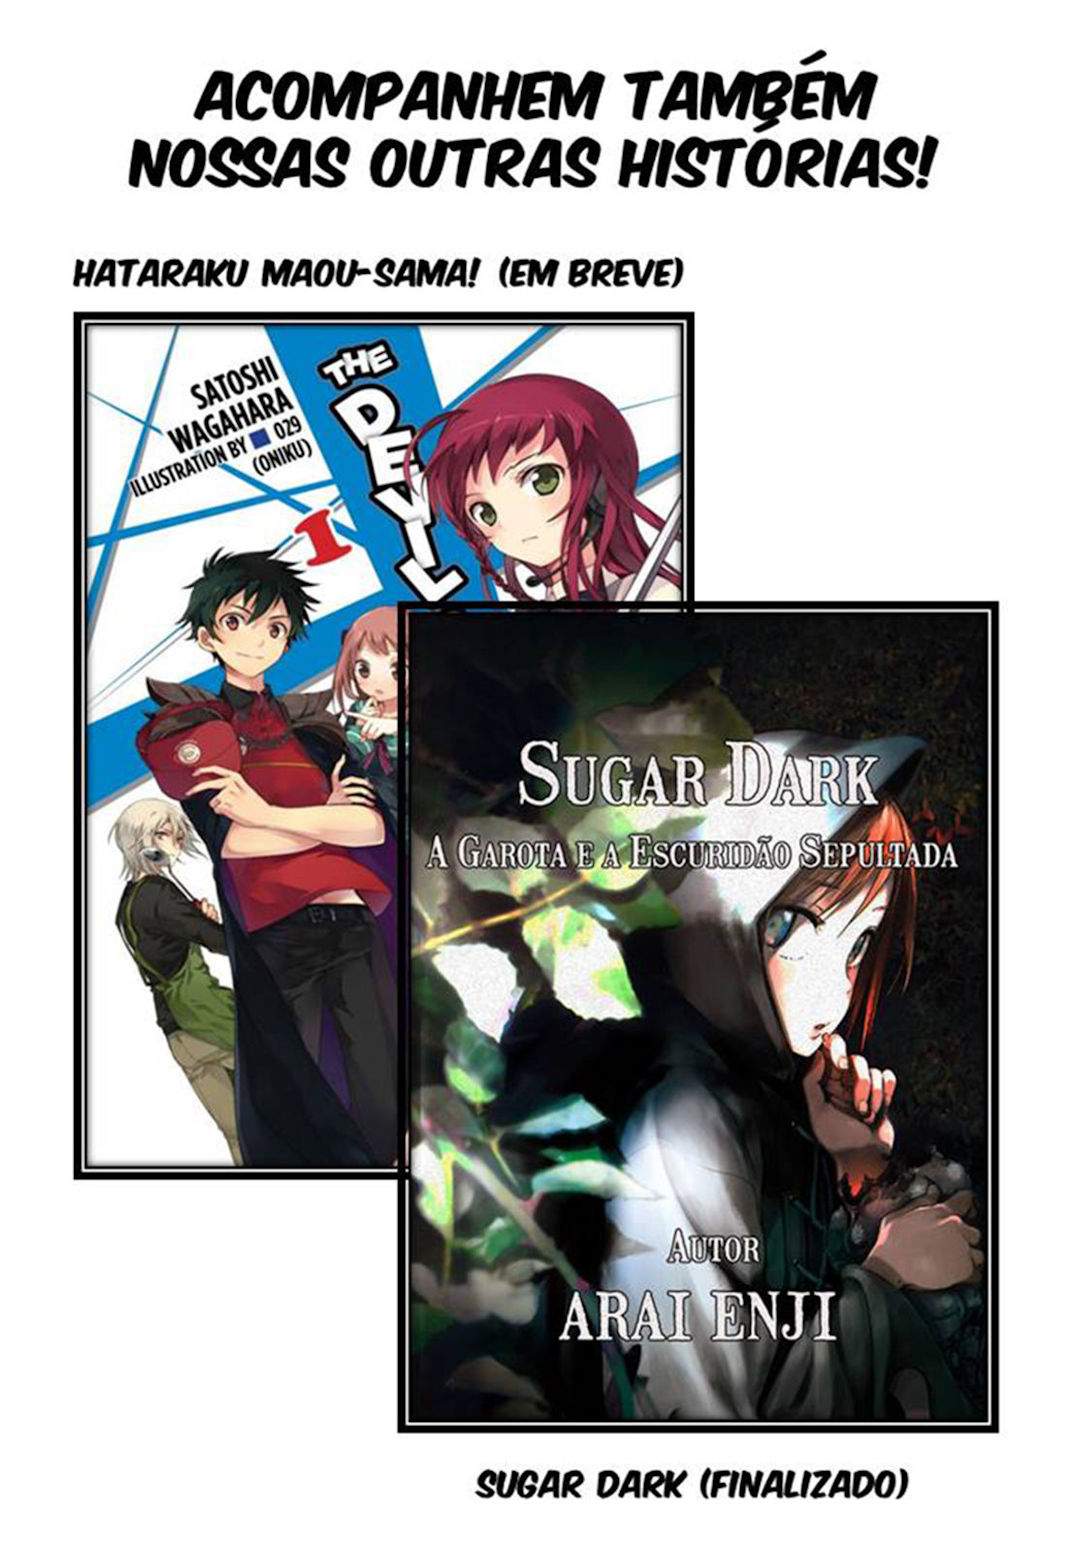 ACOMPANHEM TAMBÉM
NOSSAS OUTRAS HISTÓRIAS!
HATARAKU MAOU-SAMA! (EM BREVE)
SATOSHI
WAGAHARA
ILLUSTRATION BY 029
(ONIKU)
1
THE
DEVIL
SUGAR DARK
A GAROTA E A ESCURIDÃO SEPULTADA
AUTOR
ARAI ENJI
SUGAR DARK (FINALIZADO)